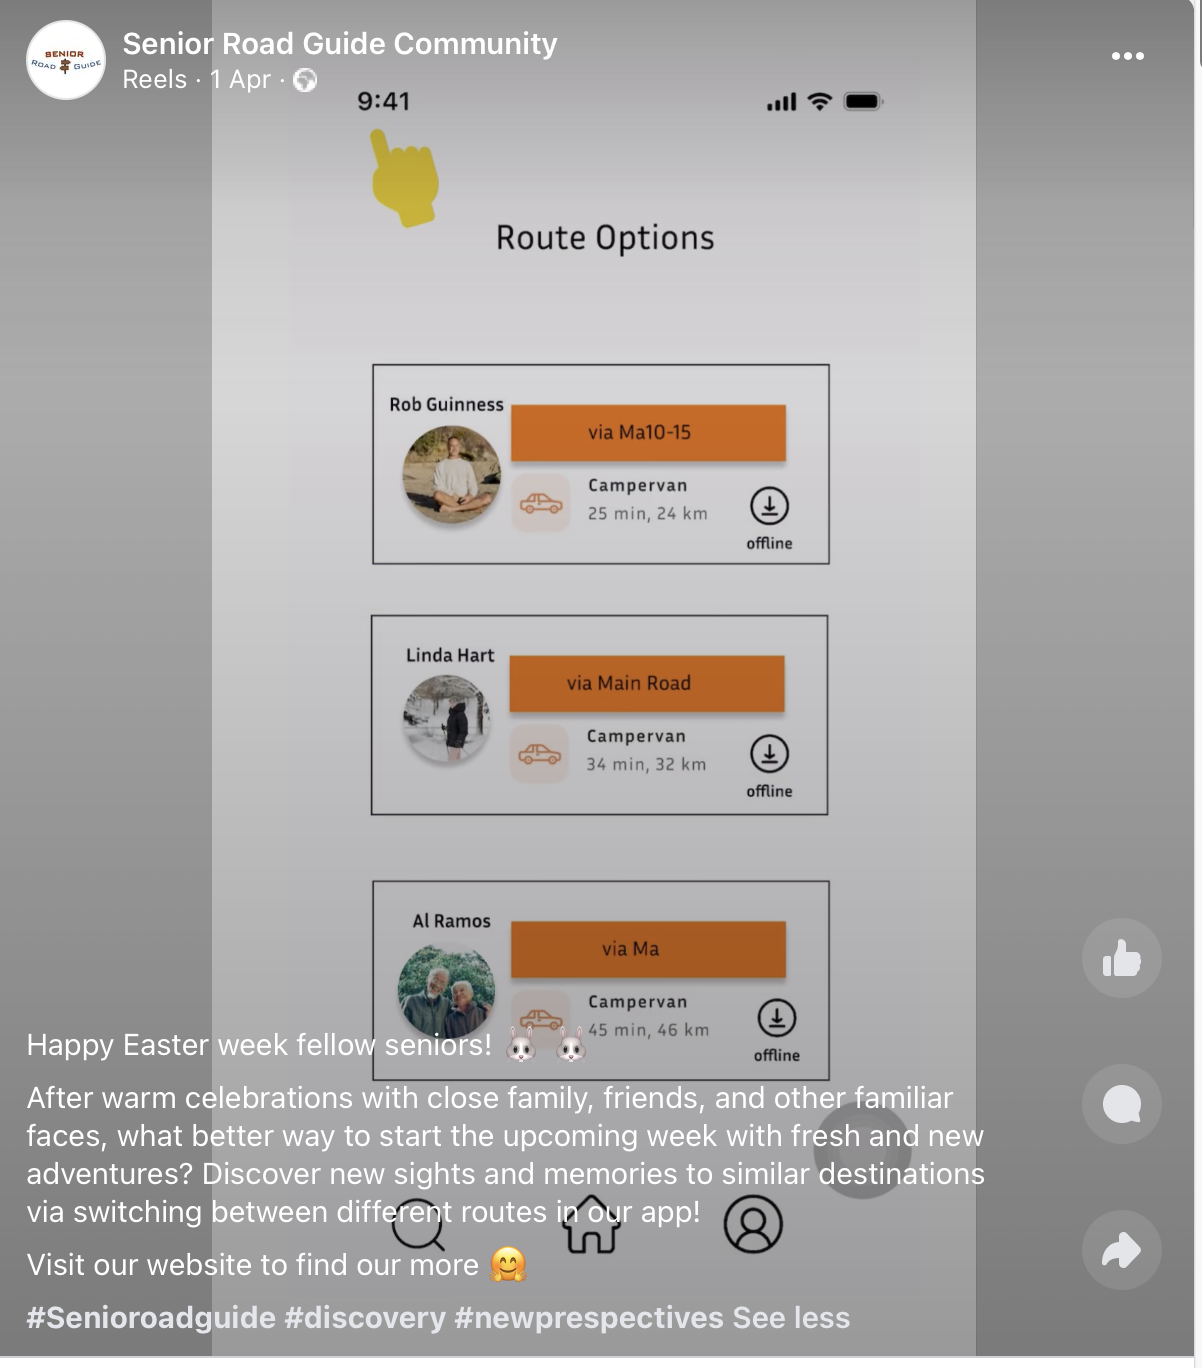 SENIOR
ROAD GUIDE
Senior Road Guide Community
Reels · 1 Apr ·
9:41
Route Options
Rob Guinness
via Ma10-15
Campervan
25 min, 24 km
offline
Linda Hart
via Main Road
Campervan
34 min, 32 km
offline
Al Ramos
via Ma
Campervan
45 min, 46 km
offline
Happy Easter week fellow seniors! 🐰 🐰
After warm celebrations with close family, friends, and other familiar
faces, what better way to start the upcoming week with fresh and new
adventures? Discover new sights and memories to similar destinations
via switching between different routes in our app!
Visit our website to find our more 🤗
#Senioroadguide #discovery #newprespectives See less